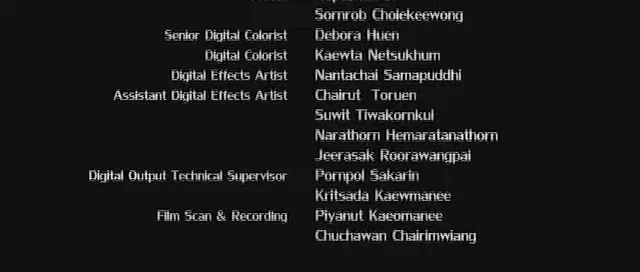 Sornrob Choiekeewong
Senior Digital Colorist Debora Huen
Digital Colorist Kaewta Netsukhum
Digital Effects Artist Nantachai Samapuddhi
Assistant Digital Effects Artist Chairut Toruen
Suwit Tiwakornkul
Narathorn Hemaratanathorn
Jeerasak Roorawangpai
Digital Output Technical Supervisor Pornpol Sakarin
Kritsada Kaewmanee
Film Scan & Recording Piyanut Kaeomanee
Chuchawan Chairimwiang